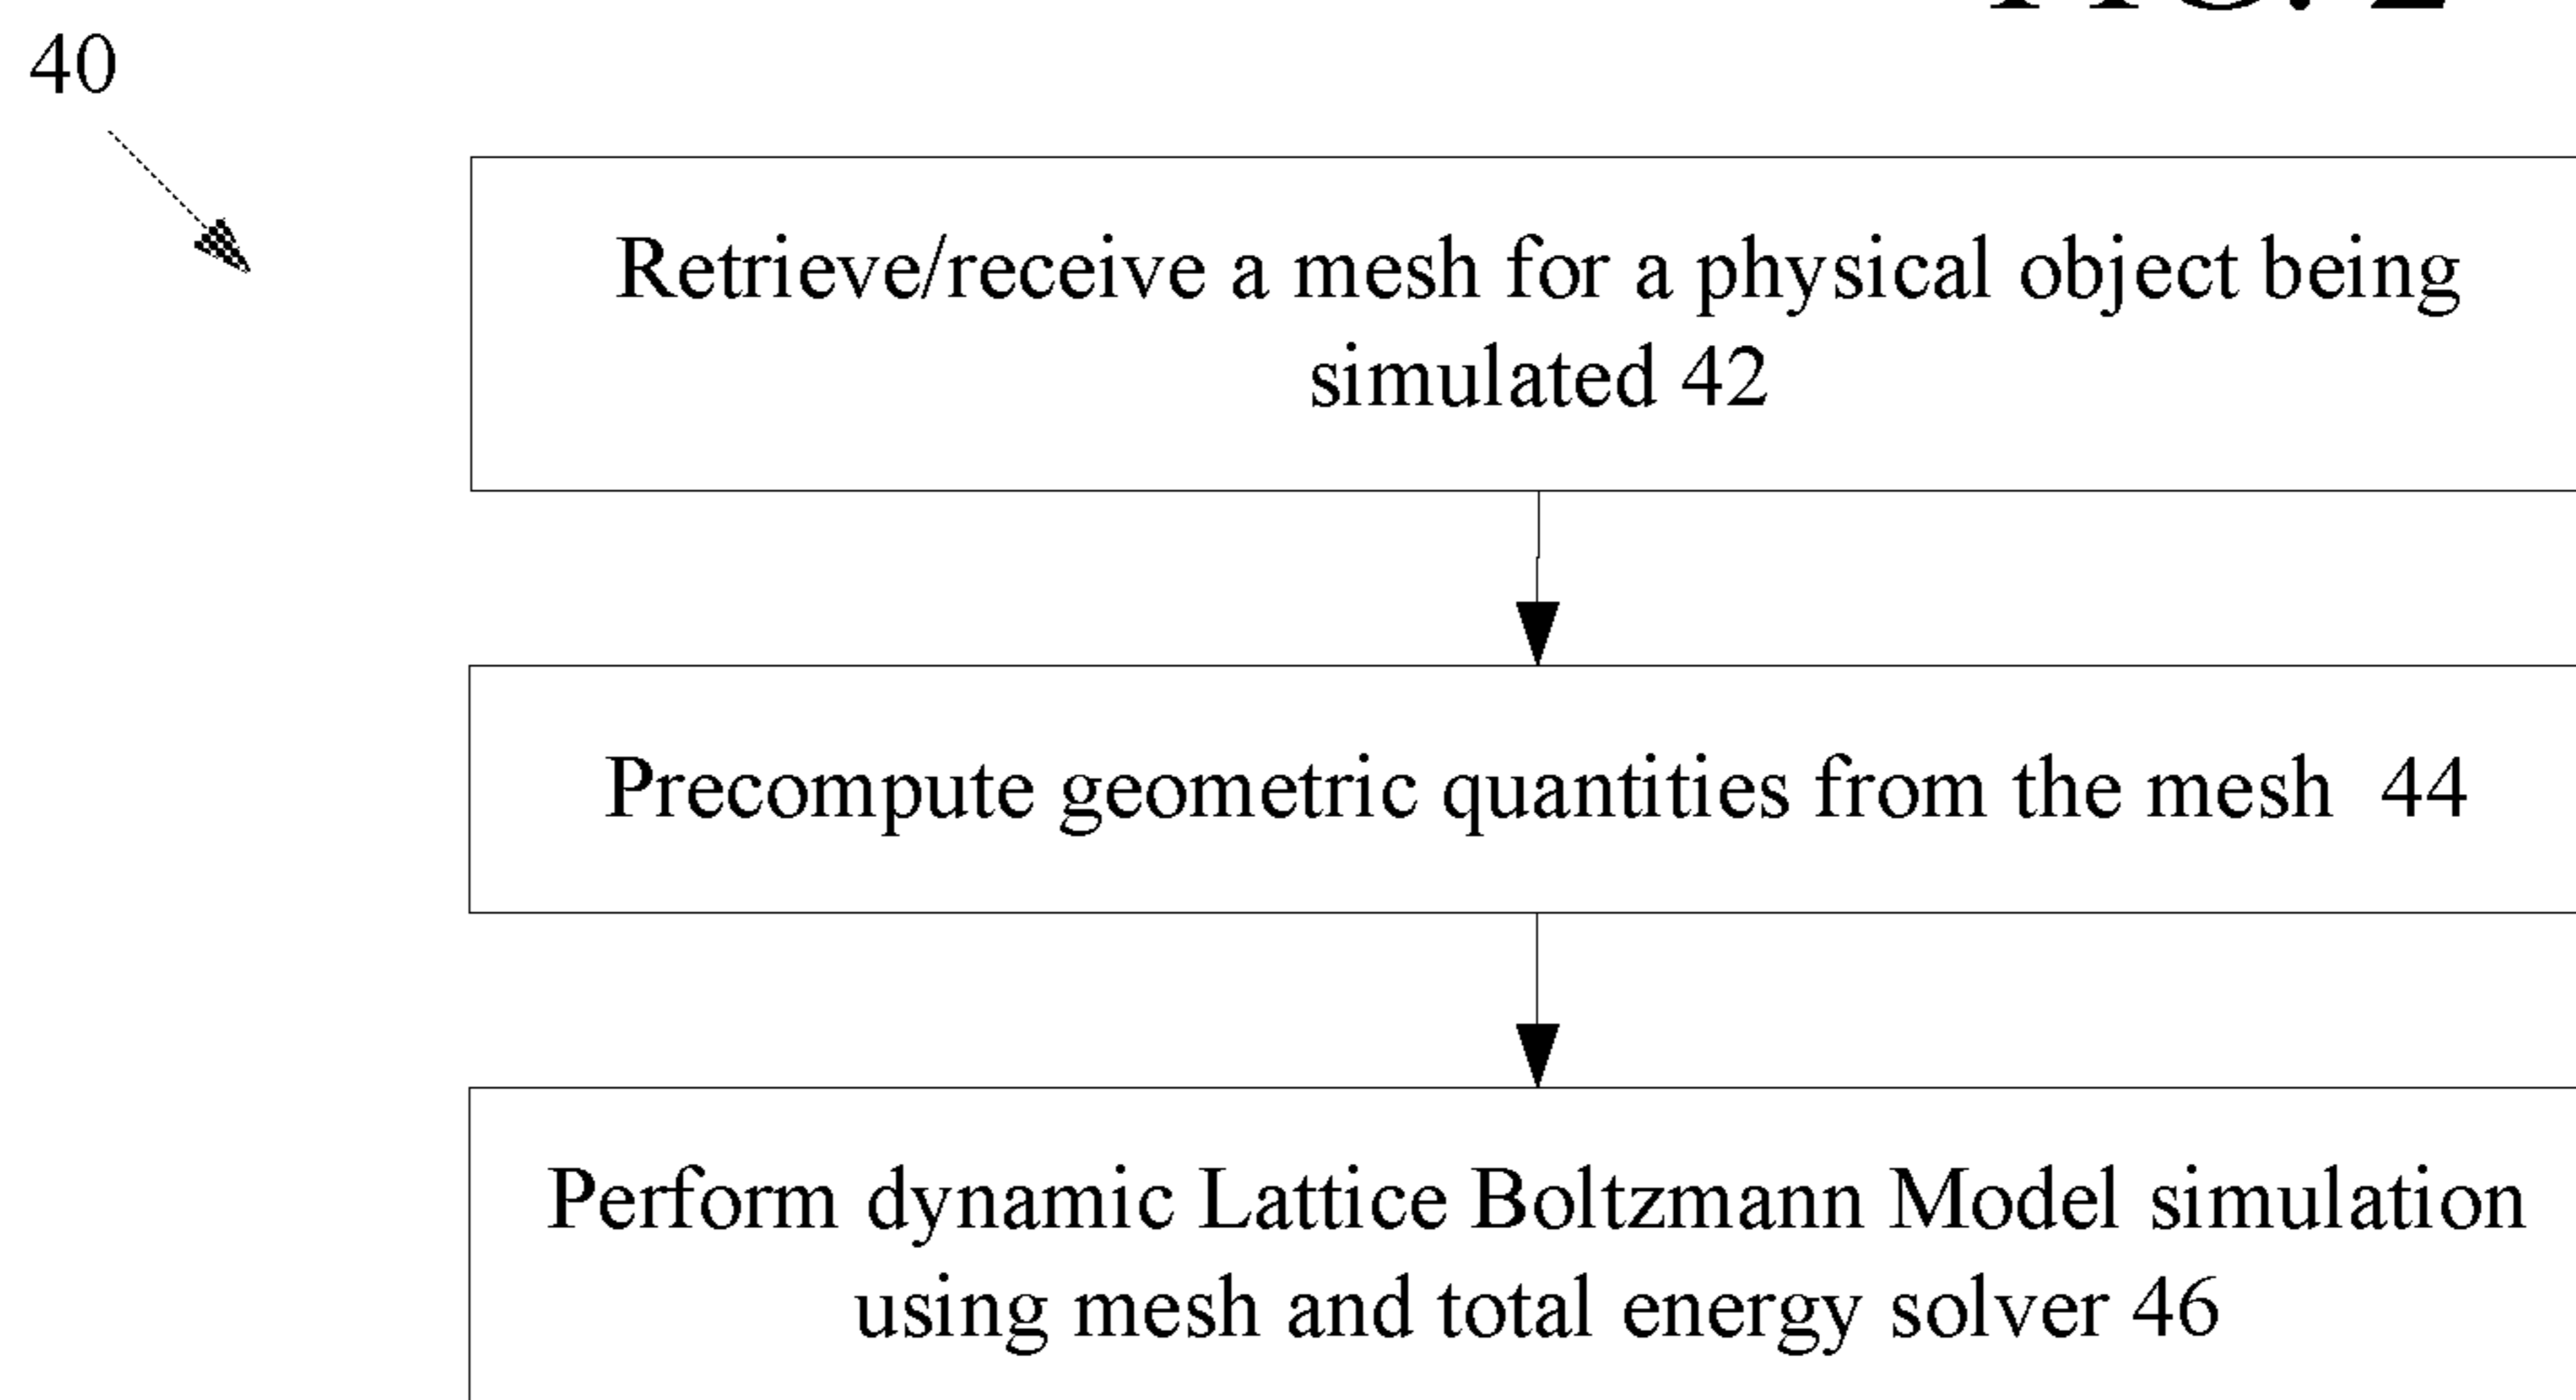 40
Retrieve/receive a mesh for a physical object being
simulated 42
Precompute geometric quantities from the mesh 44
Perform dynamic Lattice Boltzmann Model simulation
using mesh and total energy solver 46